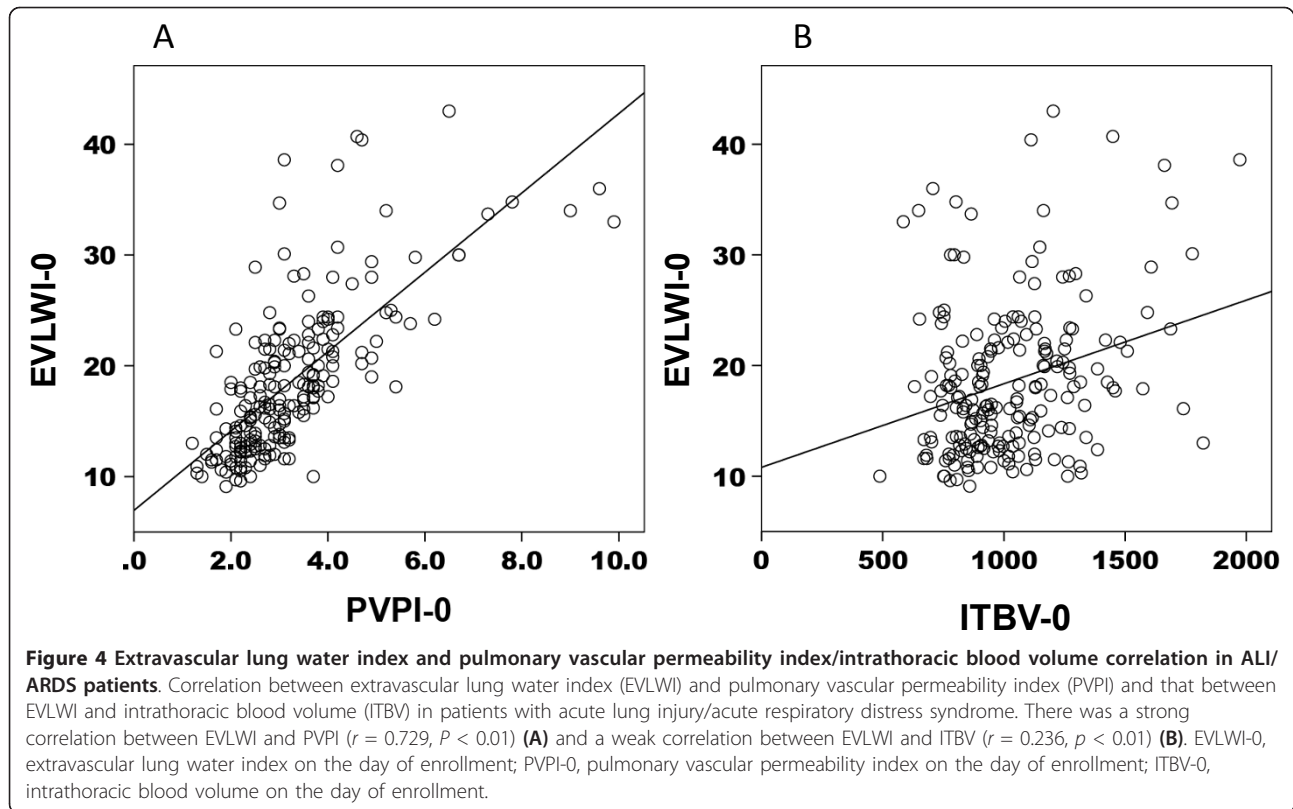 A
B
40
30
20
10
EVLWI-0
.0 2.0 4.0 6.0 8.0 10.0
PVPI-0
40
30
20
10
EVLWI-0
0 500 1000 1500 2000
ITBV-0
Figure 4 Extravascular lung water index and pulmonary vascular permeability index/intrathoracic blood volume correlation in ALI/
ARDS patients. Correlation between extravascular lung water index (EVLWI) and pulmonary vascular permeability index (PVPI) and that between
EVLWI and intrathoracic blood volume (ITBV) in patients with acute lung injury/acute respiratory distress syndrome. There was a strong
correlation between EVLWI and PVPI (r = 0.729, P < 0.01) (A) and a weak correlation between EVLWI and ITBV (r = 0.236, p < 0.01) (B). EVLWI-0,
extravascular lung water index on the day of enrollment; PVPI-0, pulmonary vascular permeability index on the day of enrollment; ITBV-0,
intrathoracic blood volume on the day of enrollment.